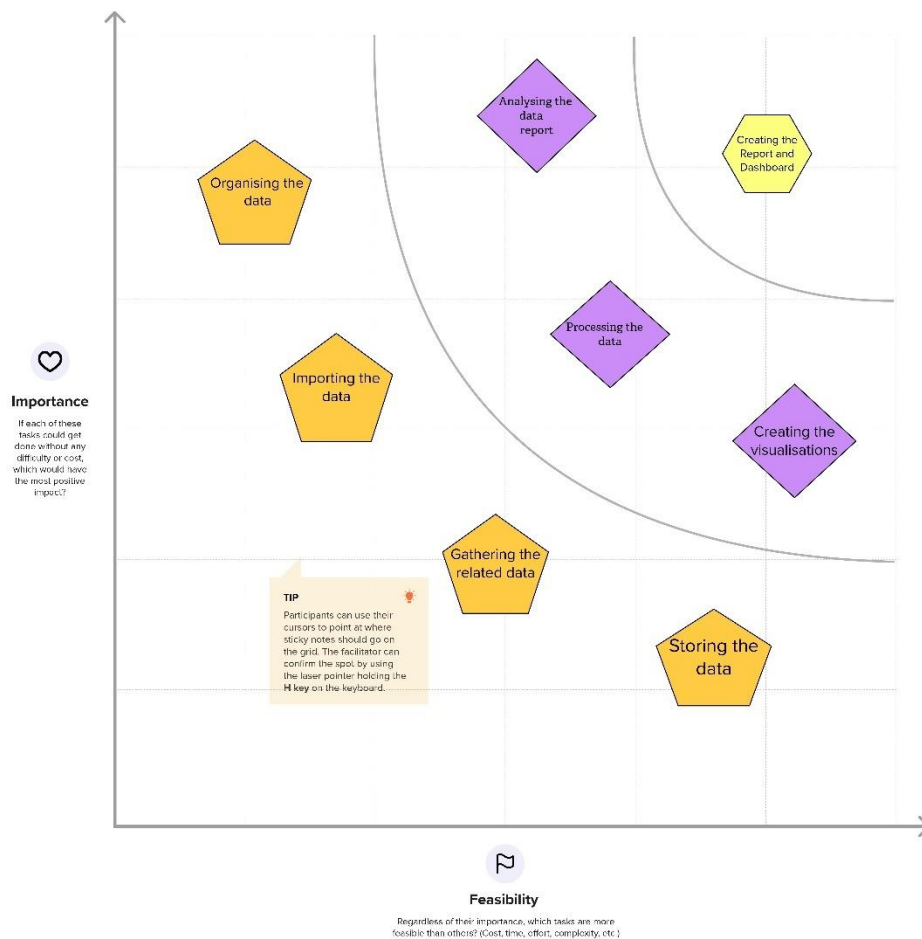 Analysing the
data
report
Creating the
Report and
Dashboard
Organising the
data
Processing the
data
Importing the
data
Creating the
visualisations
Importance
If each of these
tasks could get
done without any
difficulty or cost,
which would have
the most positive
impact?
Gathering the
related data
TIP
Participants can use their
cursors to point at where
sticky notes should go on
the grid. The facilitator can
confirm the spot by using
the laser pointer holding the
H key on the keyboard.
Storing the
data
Feasibility
Regardless of their importance, which tasks are more
feasible than others? (Cost, time, effort, complexity, etc.)